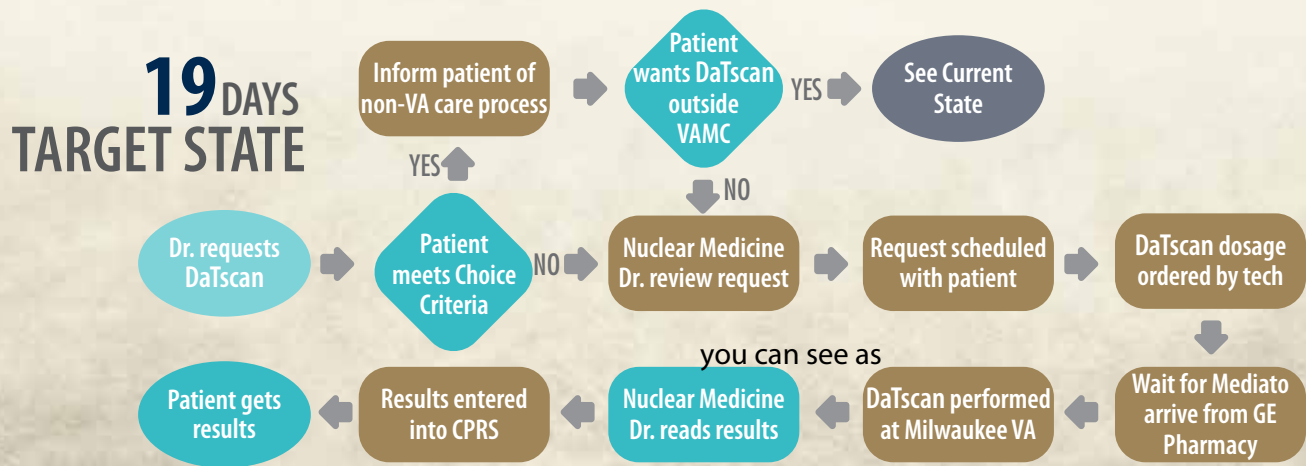 19 DAYS
TARGET STATE
Inform patient of
non-VA care process
Patient
wants DaTscan
outside
VAMC
YES
See Current
State
YES
NO
Dr. requests
DaTscan
Patient
meets Choice
Criteria
NO
Nuclear Medicine
Dr. review request
Request scheduled
with patient
DaTscan dosage
ordered by tech
you can see as
Wait for Mediato
arrive from GE
Pharmacy
DaTscan performed
at Milwaukee VA
Nuclear Medicine
Dr. reads results
Results entered
into CPRS
Patient gets
results